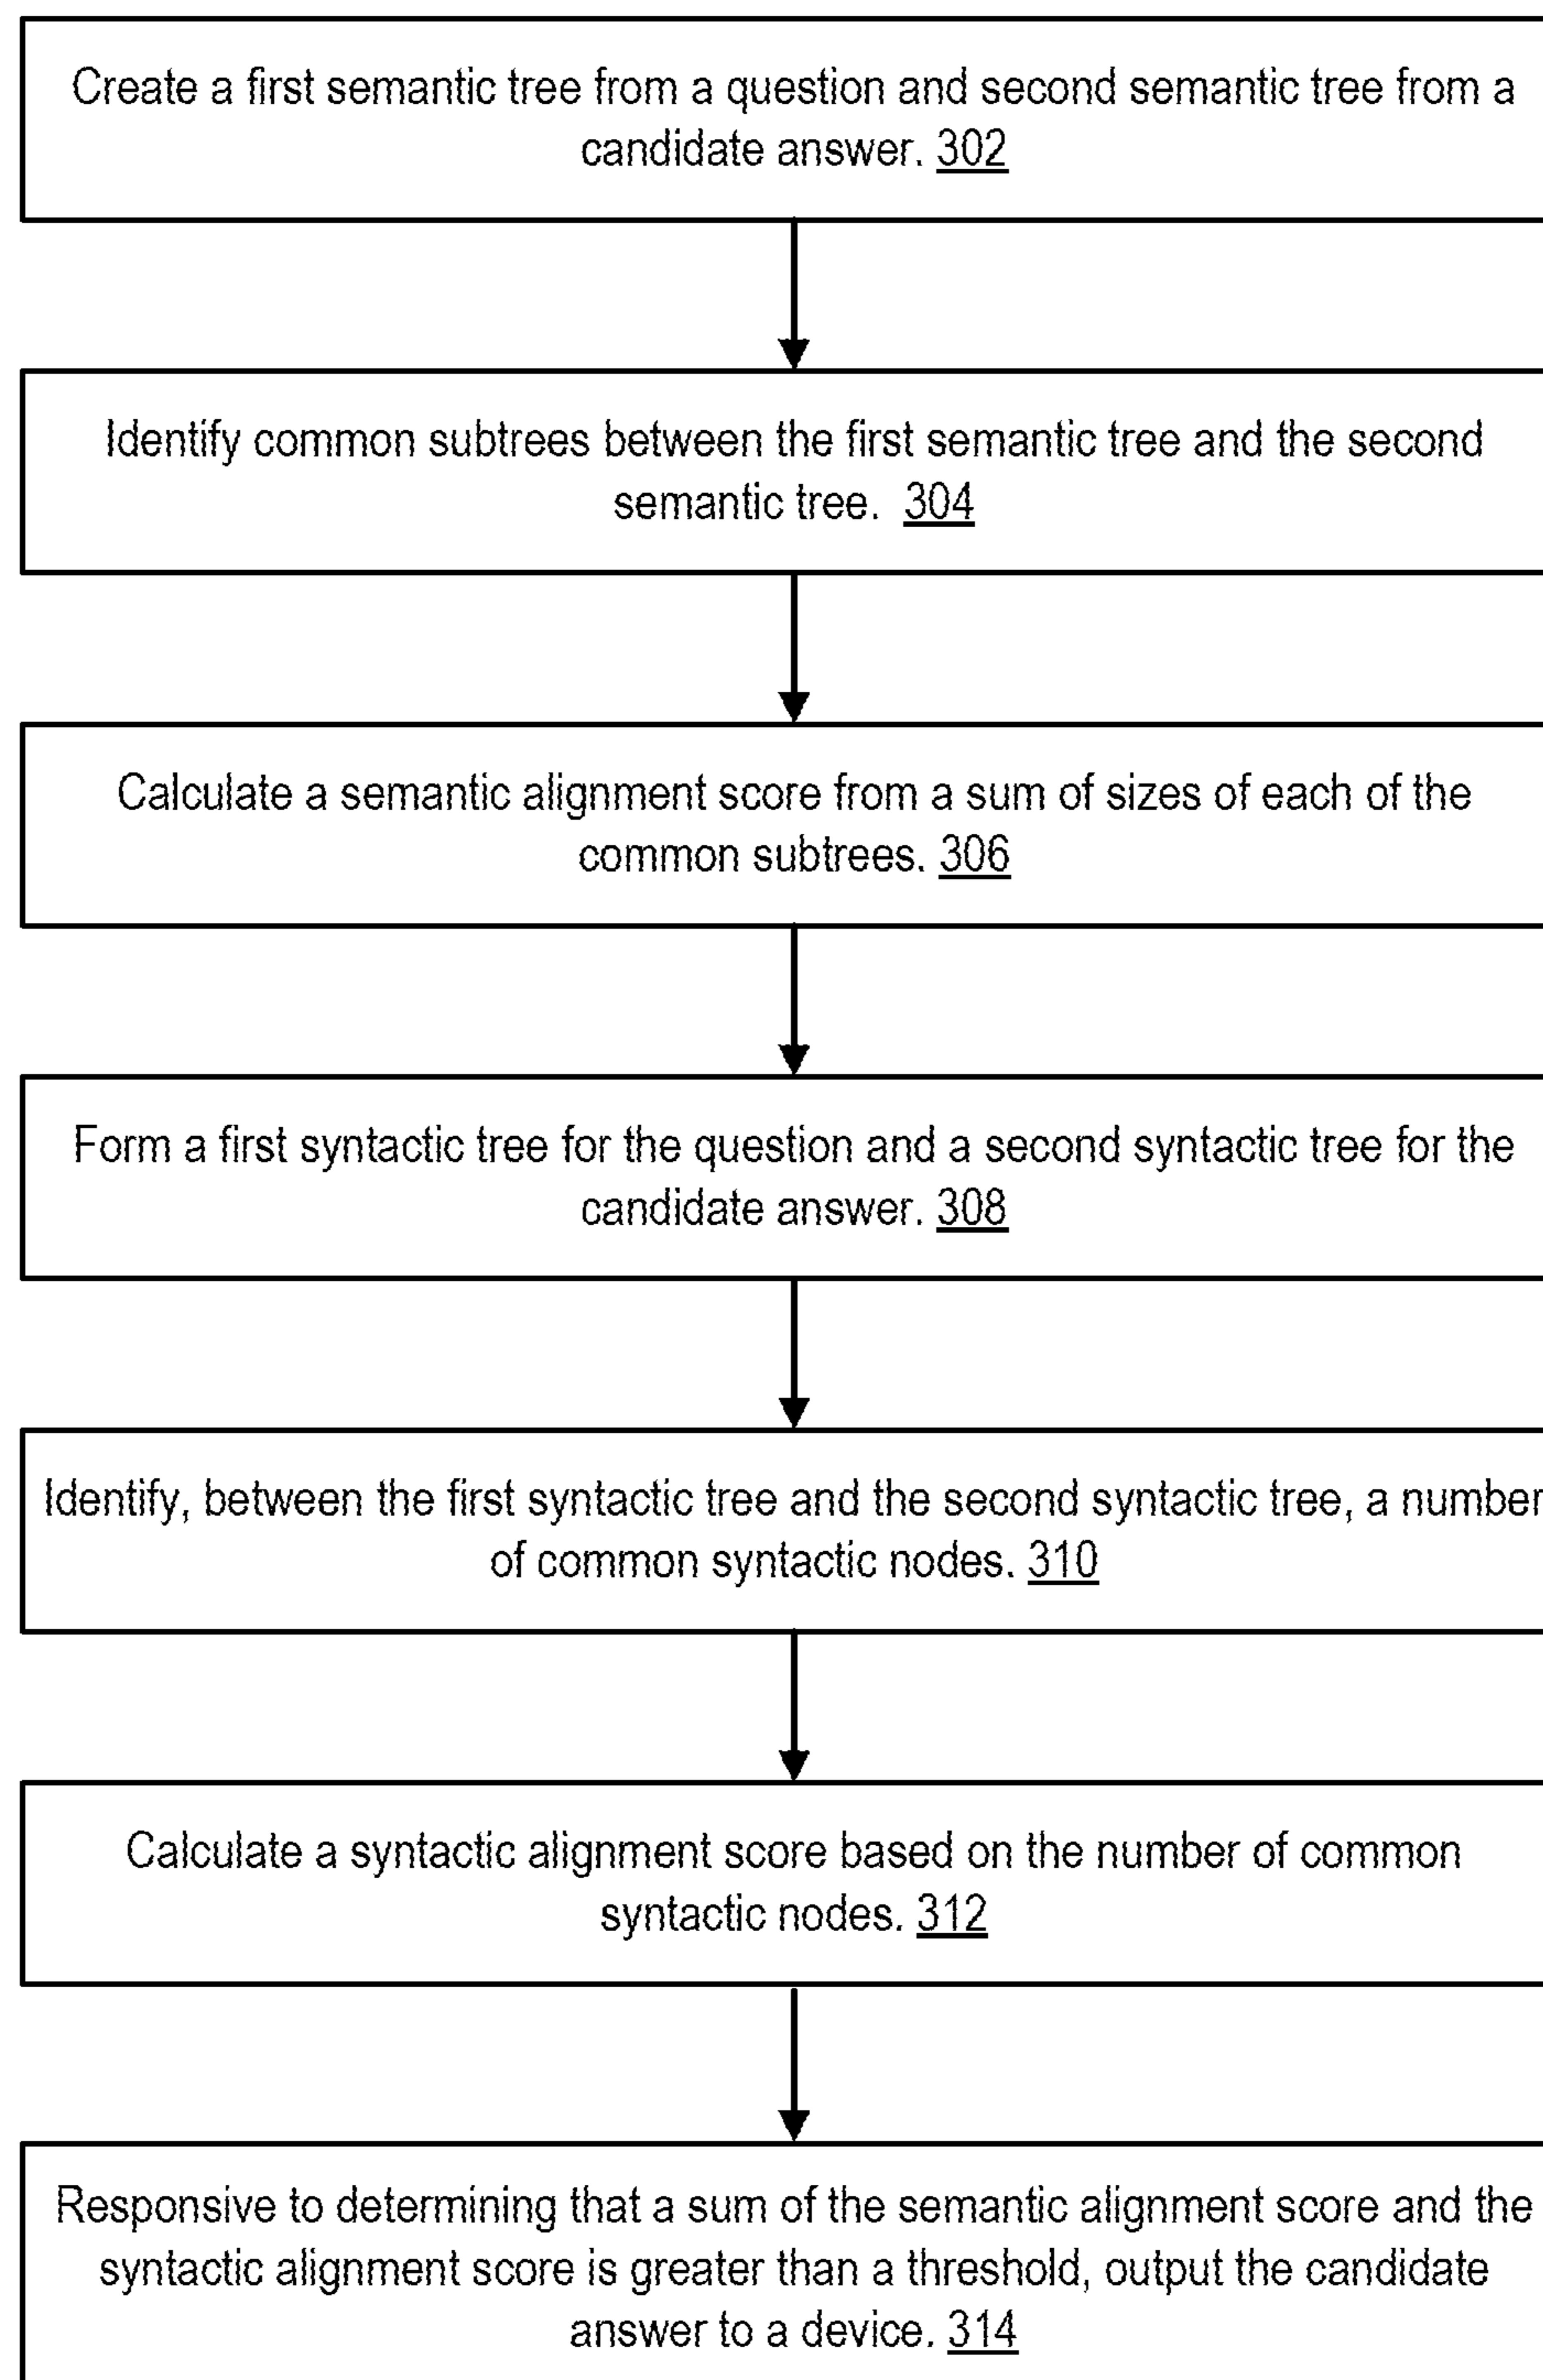 Create a first semantic tree from a question and second semantic tree from a
candidate answer. 302
Identify common subtrees between the first semantic tree and the second
semantic tree. 304
Calculate a semantic alignment score from a sum of sizes of each of the
common subtrees. 306
Form a first syntactic tree for the question and a second syntactic tree for the
candidate answer. 308
Identify, between the first syntactic tree and the second syntactic tree, a number
of common syntactic nodes. 310
Calculate a syntactic alignment score based on the number of common
syntactic nodes. 312
Responsive to determining that a sum of the semantic alignment score and the
syntactic alignment score is greater than a threshold, output the candidate
answer to a device. 314